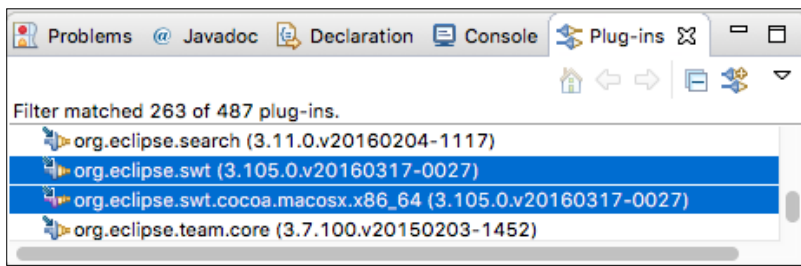 Problems @ Javadoc Declaration Console Plug-ins
Filter matched 263 of 487 plug-ins.
org.eclipse.search (3.11.0.v20160204-1117)
org.eclipse.swt (3.105.0.v20160317-0027)
org.eclipse.swt.cocoa.macosx.x86_64 (3.105.0.v20160317-0027)
org.eclipse.team.core (3.7.100.v20150203-1452)